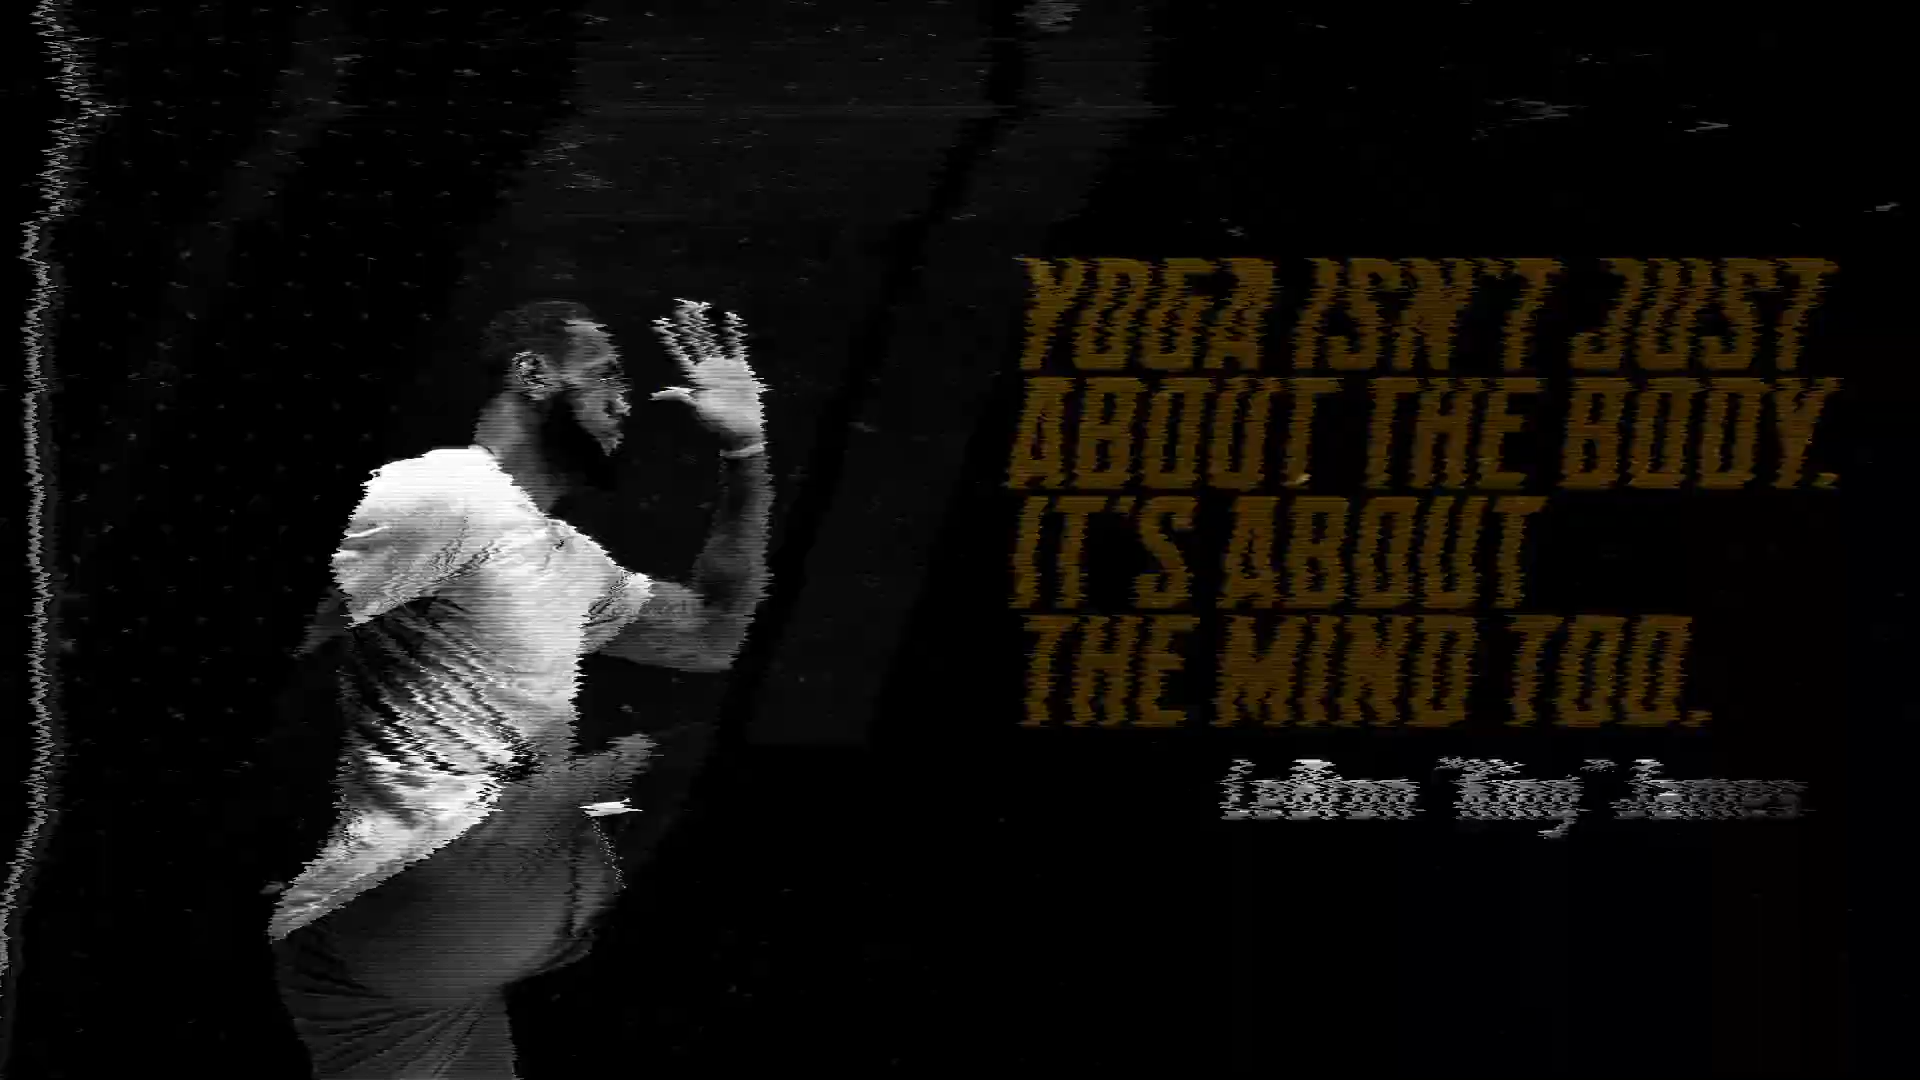 YOGA ISN'T JUST
ABOUT THE BODY.
IT'S ABOUT
THE MIND TOO.
LeBron "King" James